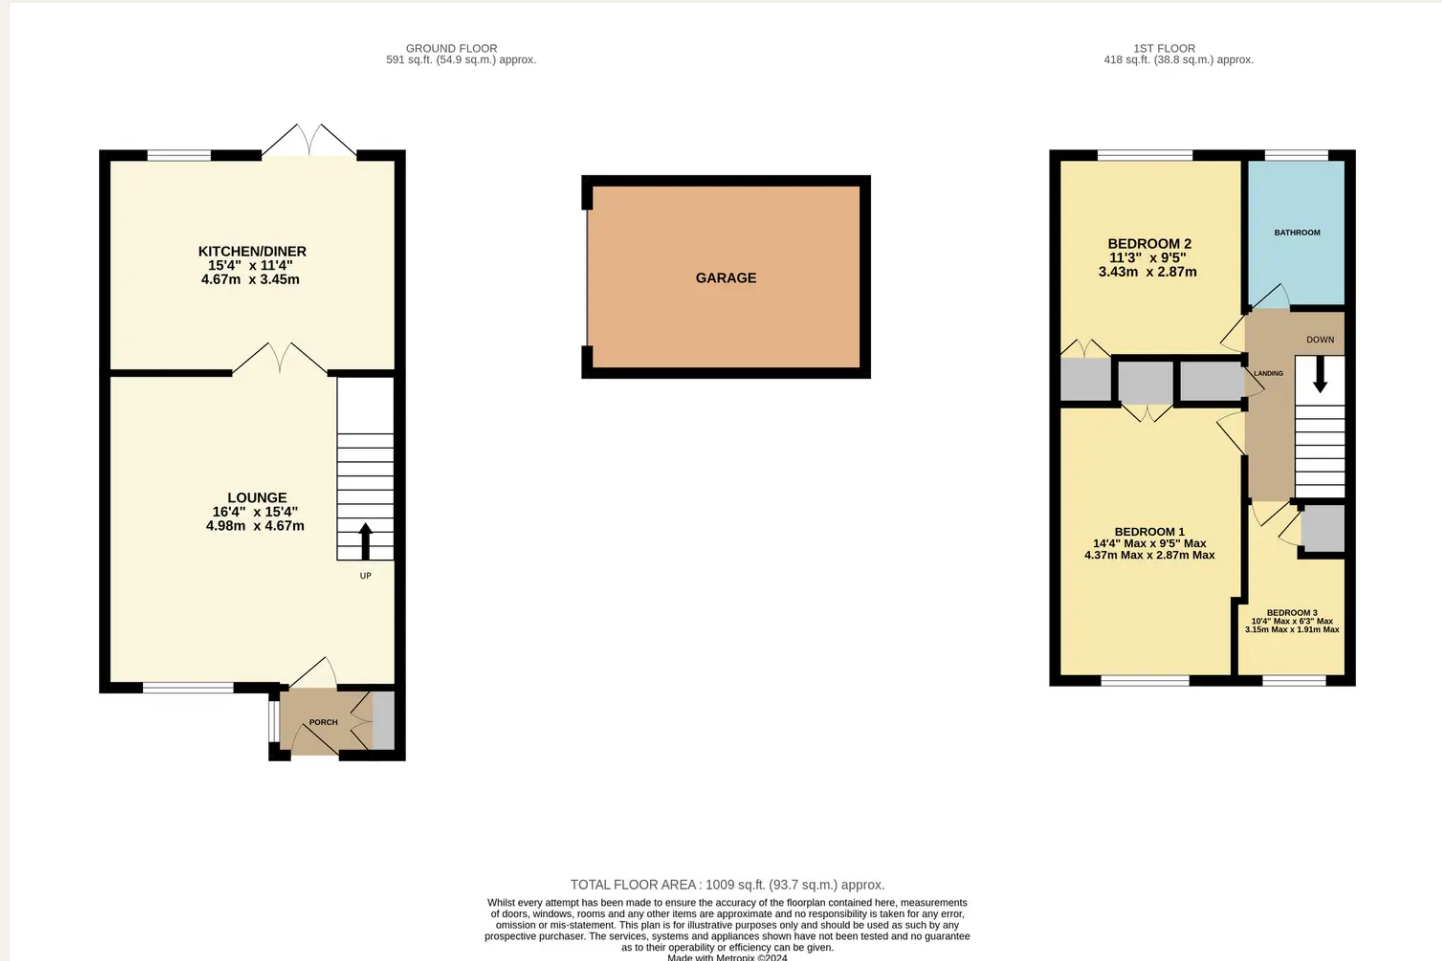 GROUND FLOOR
591 sq.ft. (54.9 sq.m.) approx.
1ST FLOOR
418 sq.ft. (38.8 sq.m.) approx.
KITCHEN/DINER
15'4" x 11'4"
4.67m x 3.45m
LOUNGE
16'4" x 15'4"
4.98m x 4.67m
UP
PORCH
GARAGE
BEDROOM 2
11'3" x 9'5"
3.43m x 2.87m
BATHROOM
DOWN
LANDING
BEDROOM 1
14'4" Max x 9'5" Max
4.37m Max x 2.87m Max
BEDROOM 3
10'4" Max x 6'3" Max
3.15m Max x 1.91m Max
TOTAL FLOOR AREA : 1009 sq.ft. (93.7 sq.m.) approx.
Whilst every attempt has been made to ensure the accuracy of the floorplan contained here, measurements
of doors, windows, rooms and any other items are approximate and no responsibility is taken for any error,
omission or mis-statement. This plan is for illustrative purposes only and should be used as such by any
prospective purchaser. The services, systems and appliances shown have not been tested and no guarantee
as to their operability or efficiency can be given.
Made with Metropix ©2024